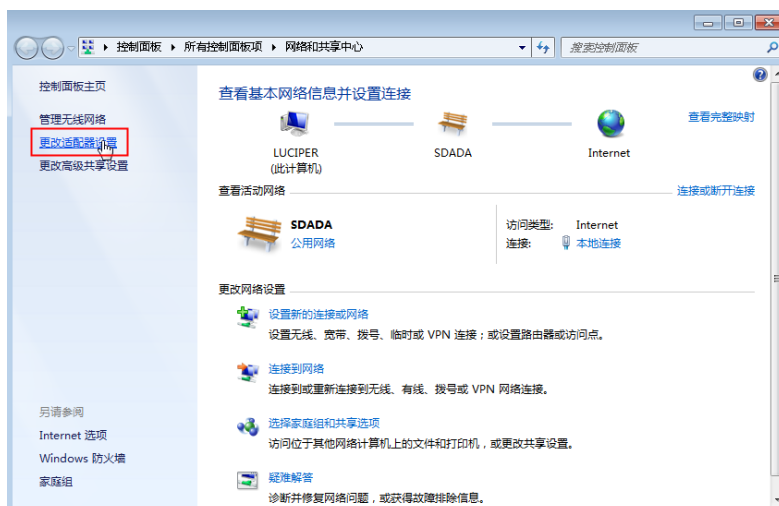 控制面板 ▸ 所有控制面板项 ▸ 网络和共享中心
搜索控制面板
控制面板主页
管理无线网络
更改适配器设置
更改高级共享设置
查看基本网络信息并设置连接
查看完整映射
LUCIPER
(此计算机)
SDADA
Internet
查看活动网络
连接或断开连接
SDADA
公用网络
访问类型: Internet
连接: 本地连接
更改网络设置
设置新的连接或网络
设置无线、宽带、拨号、临时或 VPN 连接；或设置路由器或访问点。
连接到网络
连接到或重新连接到无线、有线、拨号或 VPN 网络连接。
选择家庭组和共享选项
访问位于其他网络计算机上的文件和打印机，或更改共享设置。
疑难解答
诊断并修复网络问题，或获得故障排除信息。
另请参阅
Internet 选项
Windows 防火墙
家庭组